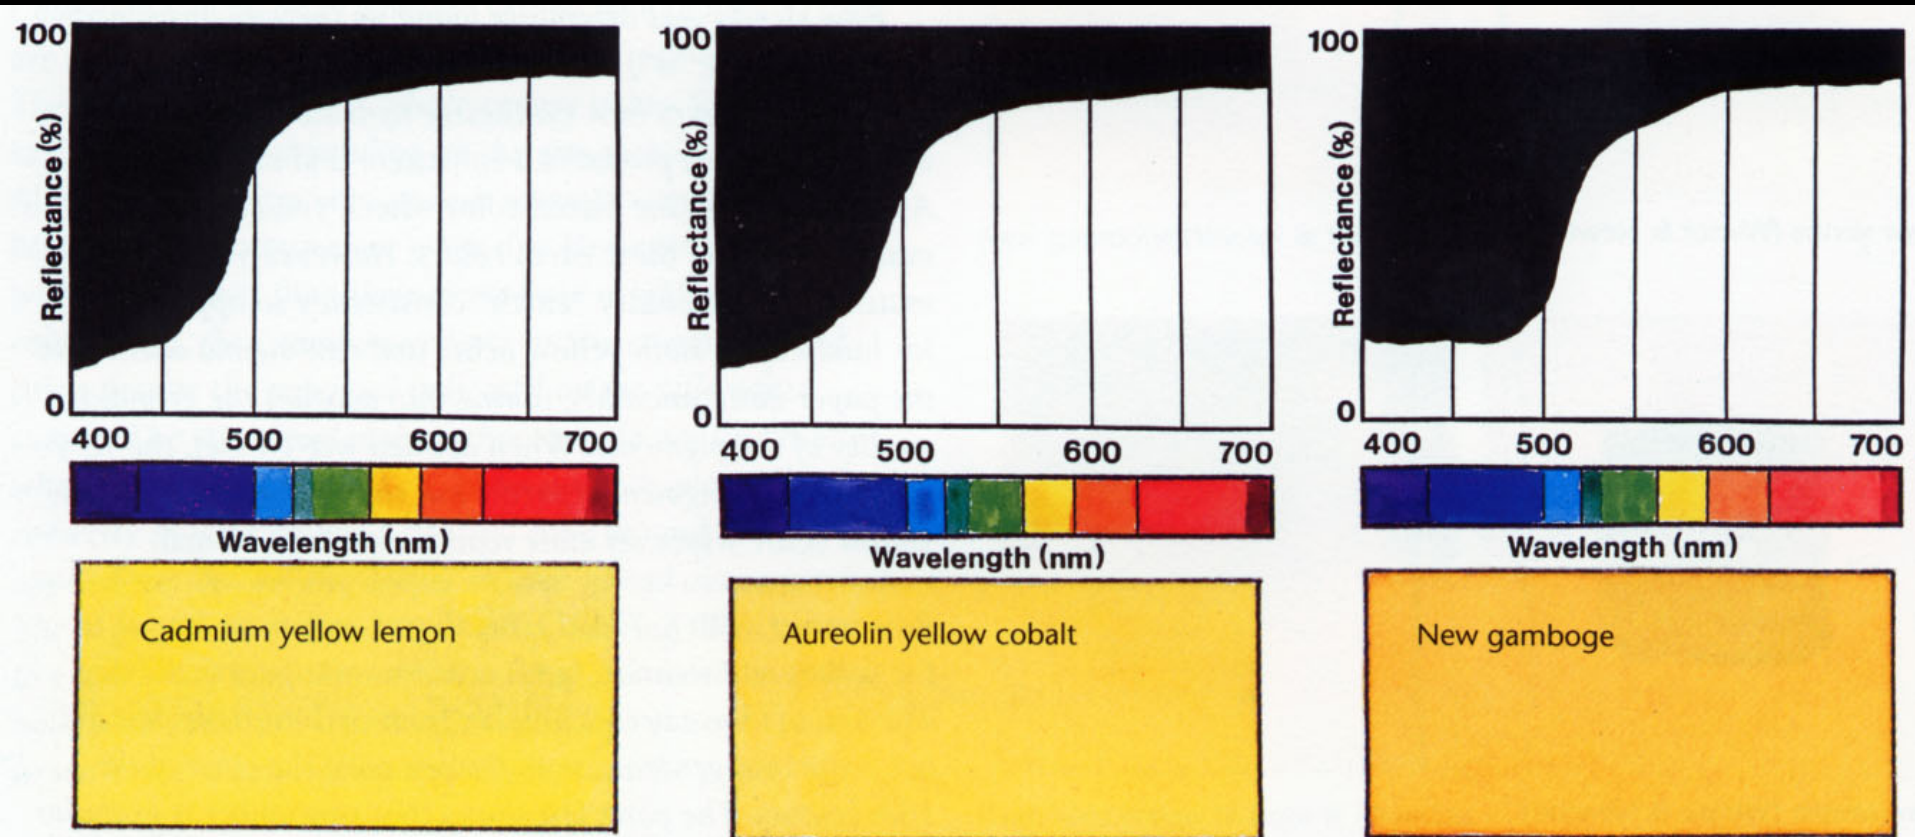 100
Reflectance (%)
0
400 500 600 700
Wavelength (nm)
Cadmium yellow lemon
100
Reflectance (%)
0
400 500 600 700
Wavelength (nm)
Aureolin yellow cobalt
100
Reflectance (%)
0
400 500 600 700
Wavelength (nm)
New gamboge